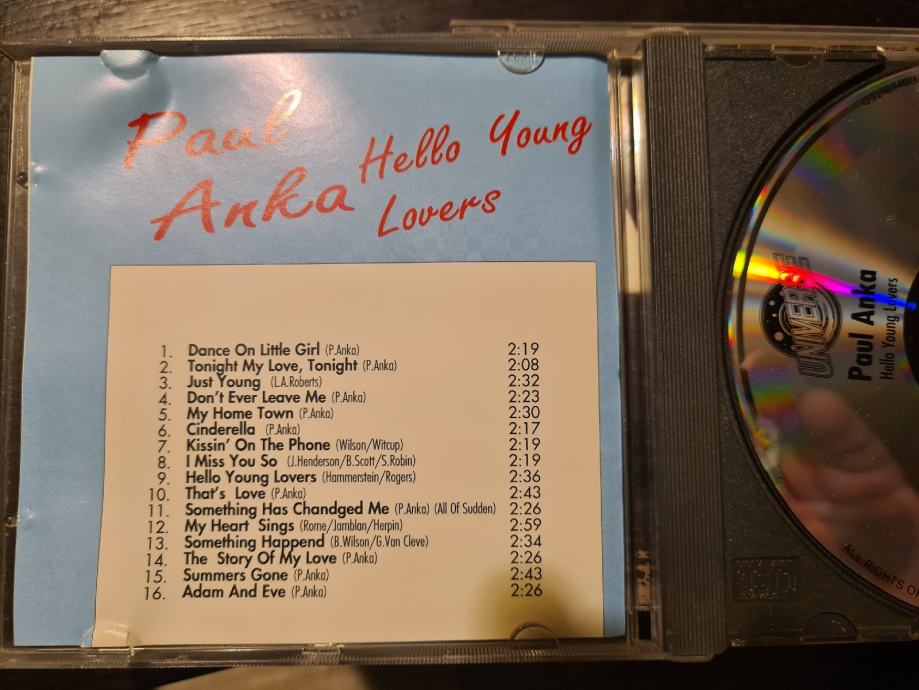 Paul
Anka
Hello Young
Lovers
1. Dance On Little Girl (P.Anka) 2:19
2. Tonight My Love, Tonight (P.Anka) 2:08
3. Just Young (L.A.Roberts) 2:32
4. Don't Ever Leave Me (P.Anka) 2:23
5. My Home Town (P.Anka) 2:30
6. Cinderella (P.Anka) 2:17
7. Kissin' On The Phone (Wilson/Witcup) 2:19
8. I Miss You So (J.Henderson/B.Scott/S.Robin) 2:19
9. Hello Young Lovers (Hammerstein/Rogers) 2:36
10. That's Love (P.Anka) 2:43
11. Something Has Chandged Me (P.Anka) (All Of Sudden) 2:26
12. My Heart Sings (Rome/Jamblan/Herpin) 2:59
13. Something Happend (B.Wilson/G.Van Cleve) 2:34
14. The Story Of My Love (P.Anka) 2:26
15. Summers Gone (P.Anka) 2:43
16. Adam And Eve (P.Anka) 2:26
UNIVERSE
Paul Anka
Hello Young Lovers
ALL RIGHTS